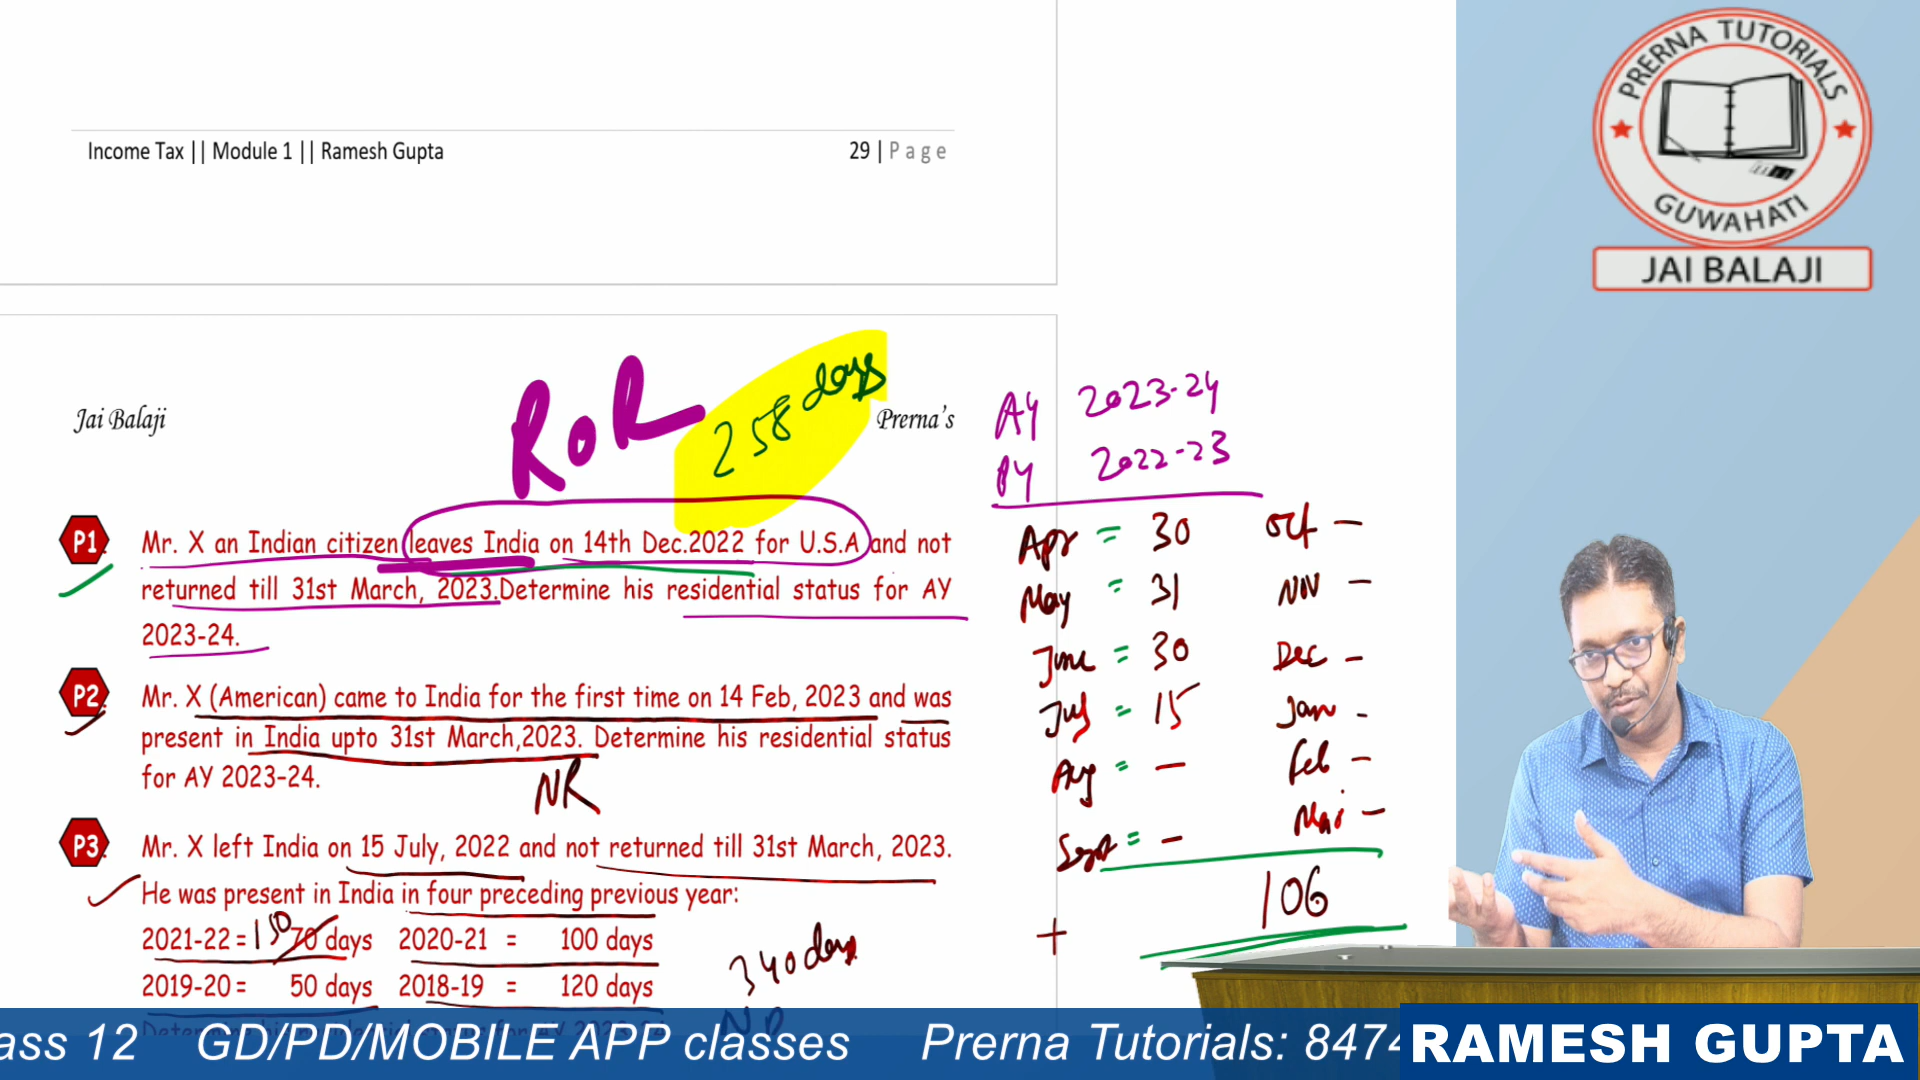 Income Tax || Module 1 || Ramesh Gupta
29 | Page
PRERNA TUTORIALS
GUWAHATI
JAI BALAJI
Jai Balaji
ROR
258 days
Prerna's
AY 2023-24
PY 2022-23
P1 Mr. X an Indian citizen leaves India on 14th Dec.2022 for U.S.A and not
returned till 31st March, 2023.Determine his residential status for AY
2023-24.
P2 Mr. X (American) came to India for the first time on 14 Feb, 2023 and was
present in India upto 31st March,2023. Determine his residential status
for AY 2023-24.
NR
P3 Mr. X left India on 15 July, 2022 and not returned till 31st March, 2023.
He was present in India in four preceding previous year:
2021-22 = 150 70 days 2020-21 = 100 days
2019-20 = 50 days 2018-19 = 120 days
340 days
Apr = 30 Oct -
May = 31 Nov -
June = 30 Dec -
July = 15 Jan -
Aug = - Feb -
Sept = - Mar -
106
+
ass 12 GD/PD/MOBILE APP classes Prerna Tutorials: 8474
RAMESH GUPTA